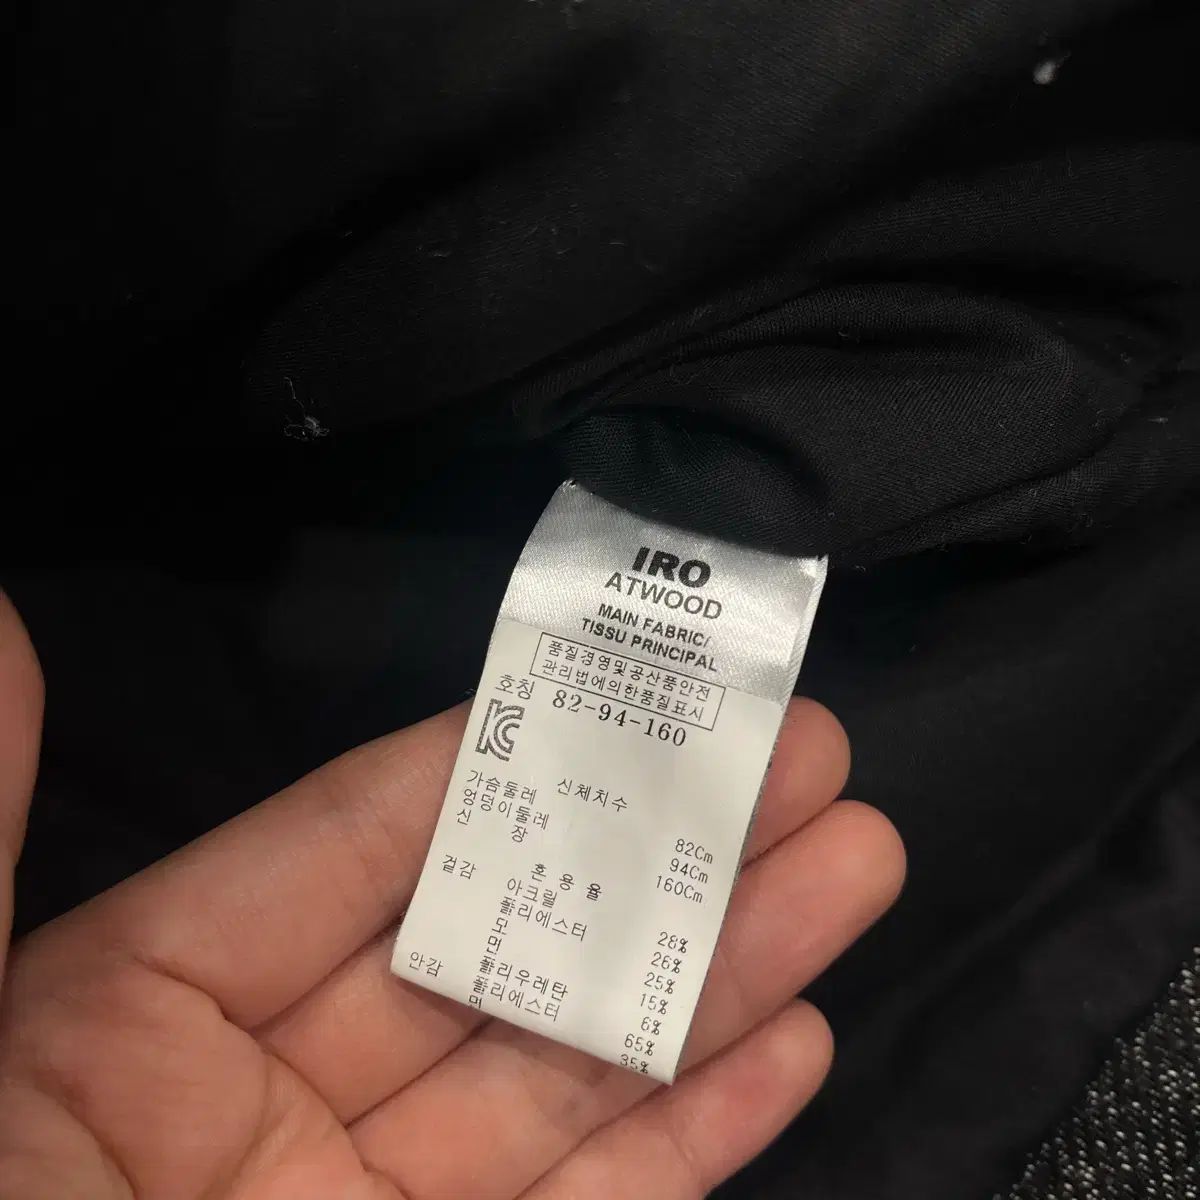 IRO
ATWOOD
MAIN FABRIC/
TISSU PRINCIPAL
품질경영및공산품안전
관리법에의한품질표시
호칭 82-94-160
KC
신체치수
가슴둘레 82Cm
엉덩이둘레 94Cm
신 장 160Cm
혼 용 율
겉감 아크릴 28%
폴리에스터 26%
모 25%
면 15%
폴리우레탄 6%
안감 폴리에스터 65%
면 35%